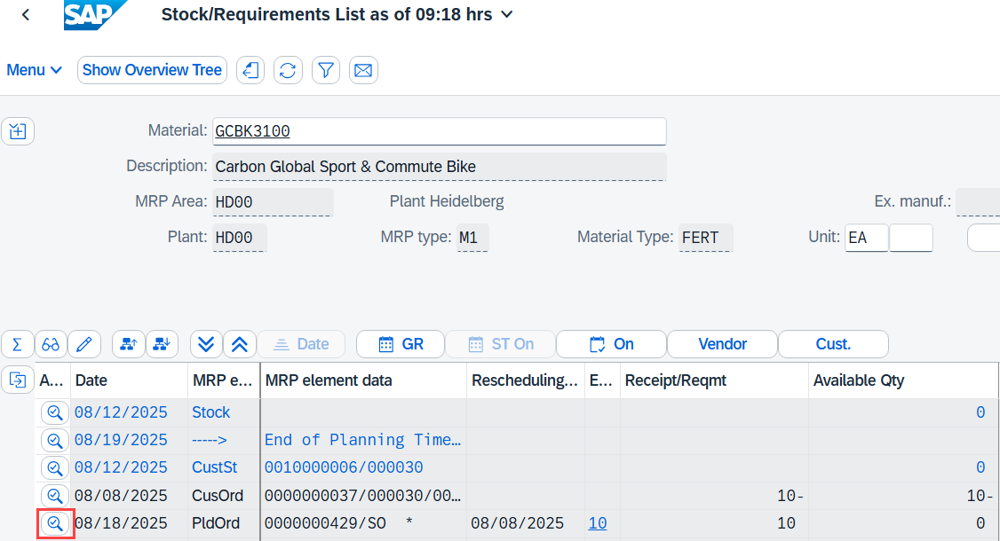 SAP Stock/Requirements List as of 09:18 hrs
Menu Show Overview Tree
Material: GCBK3100
Description: Carbon Global Sport & Commute Bike
MRP Area: HD00 Plant Heidelberg Ex. manuf.:
Plant: HD00 MRP type: M1 Material Type: FERT Unit: EA
Σ Date GR ST On On Vendor Cust.
A... Date MRP e... MRP element data Rescheduling... E... Receipt/Reqmt Available Qty
08/12/2025 Stock 0
08/19/2025 -----> End of Planning Time...
08/12/2025 CustSt 0010000006/000030 0
08/08/2025 CusOrd 0000000037/000030/00... 10- 10-
08/18/2025 PldOrd 0000000429/SO * 08/08/2025 10 10 0